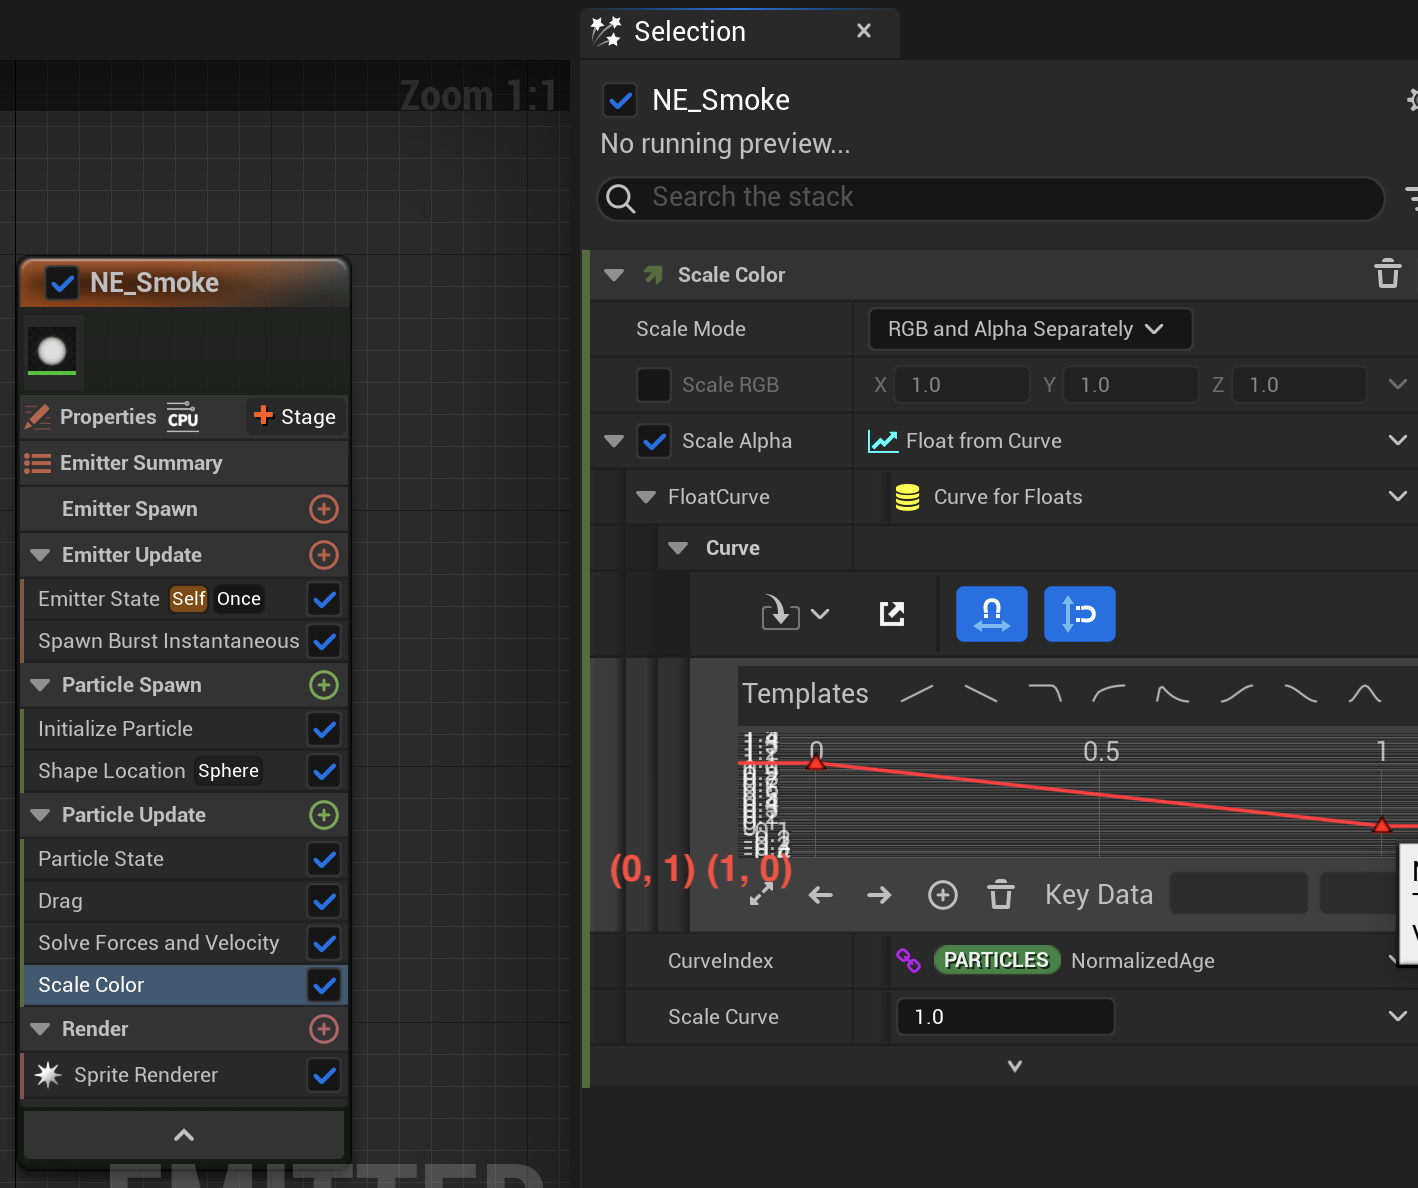 Selection
Zoom 1:1
NE_Smoke
No running preview...
Search the stack
NE_Smoke
Properties CPU Stage
Emitter Summary
Emitter Spawn
Emitter Update
Emitter State Self Once
Spawn Burst Instantaneous
Particle Spawn
Initialize Particle
Shape Location Sphere
Particle Update
Particle State
Drag
Solve Forces and Velocity
Scale Color
Render
Sprite Renderer
EMITTER
Scale Color
Scale Mode RGB and Alpha Separately
Scale RGB X 1.0 Y 1.0 Z 1.0
Scale Alpha Float from Curve
FloatCurve Curve for Floats
Curve
Templates
0 0.5 1
(0, 1) (1, 0)
Key Data
CurveIndex PARTICLES NormalizedAge
Scale Curve 1.0